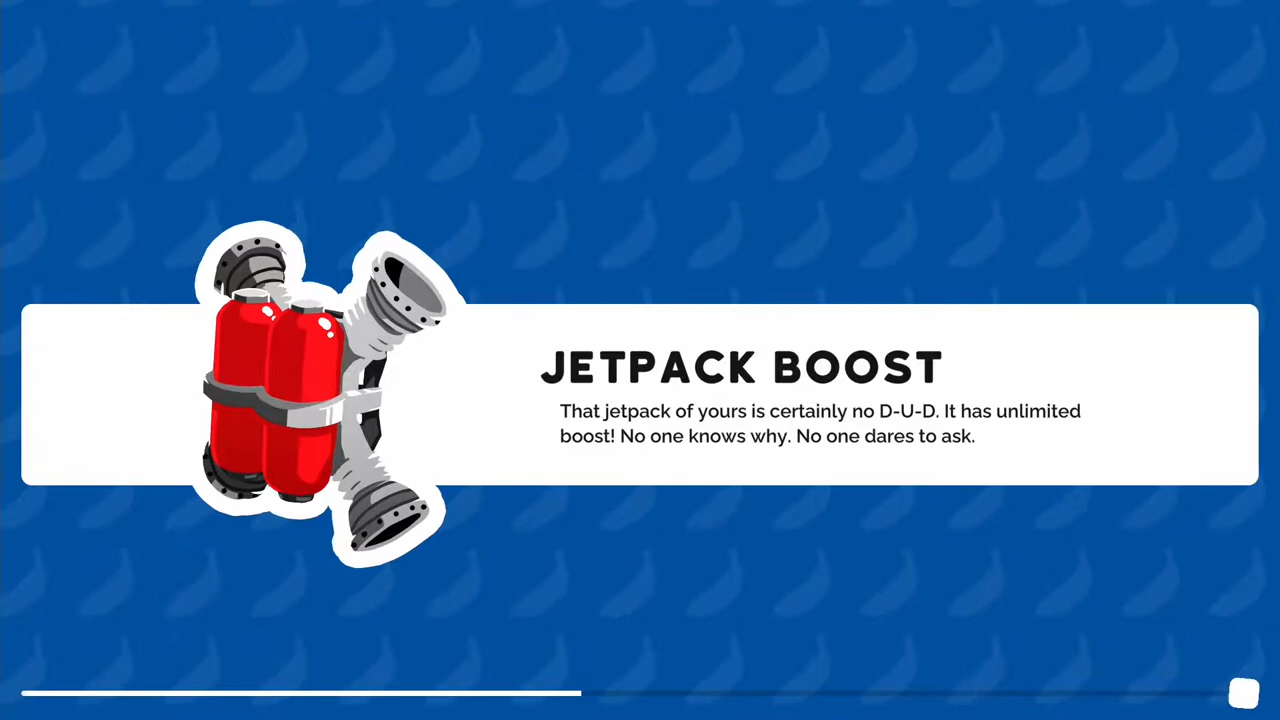 JETPACK BOOST
That jetpack of yours is certainly no D-U-D. It has unlimited
boost! No one knows why. No one dares to ask.